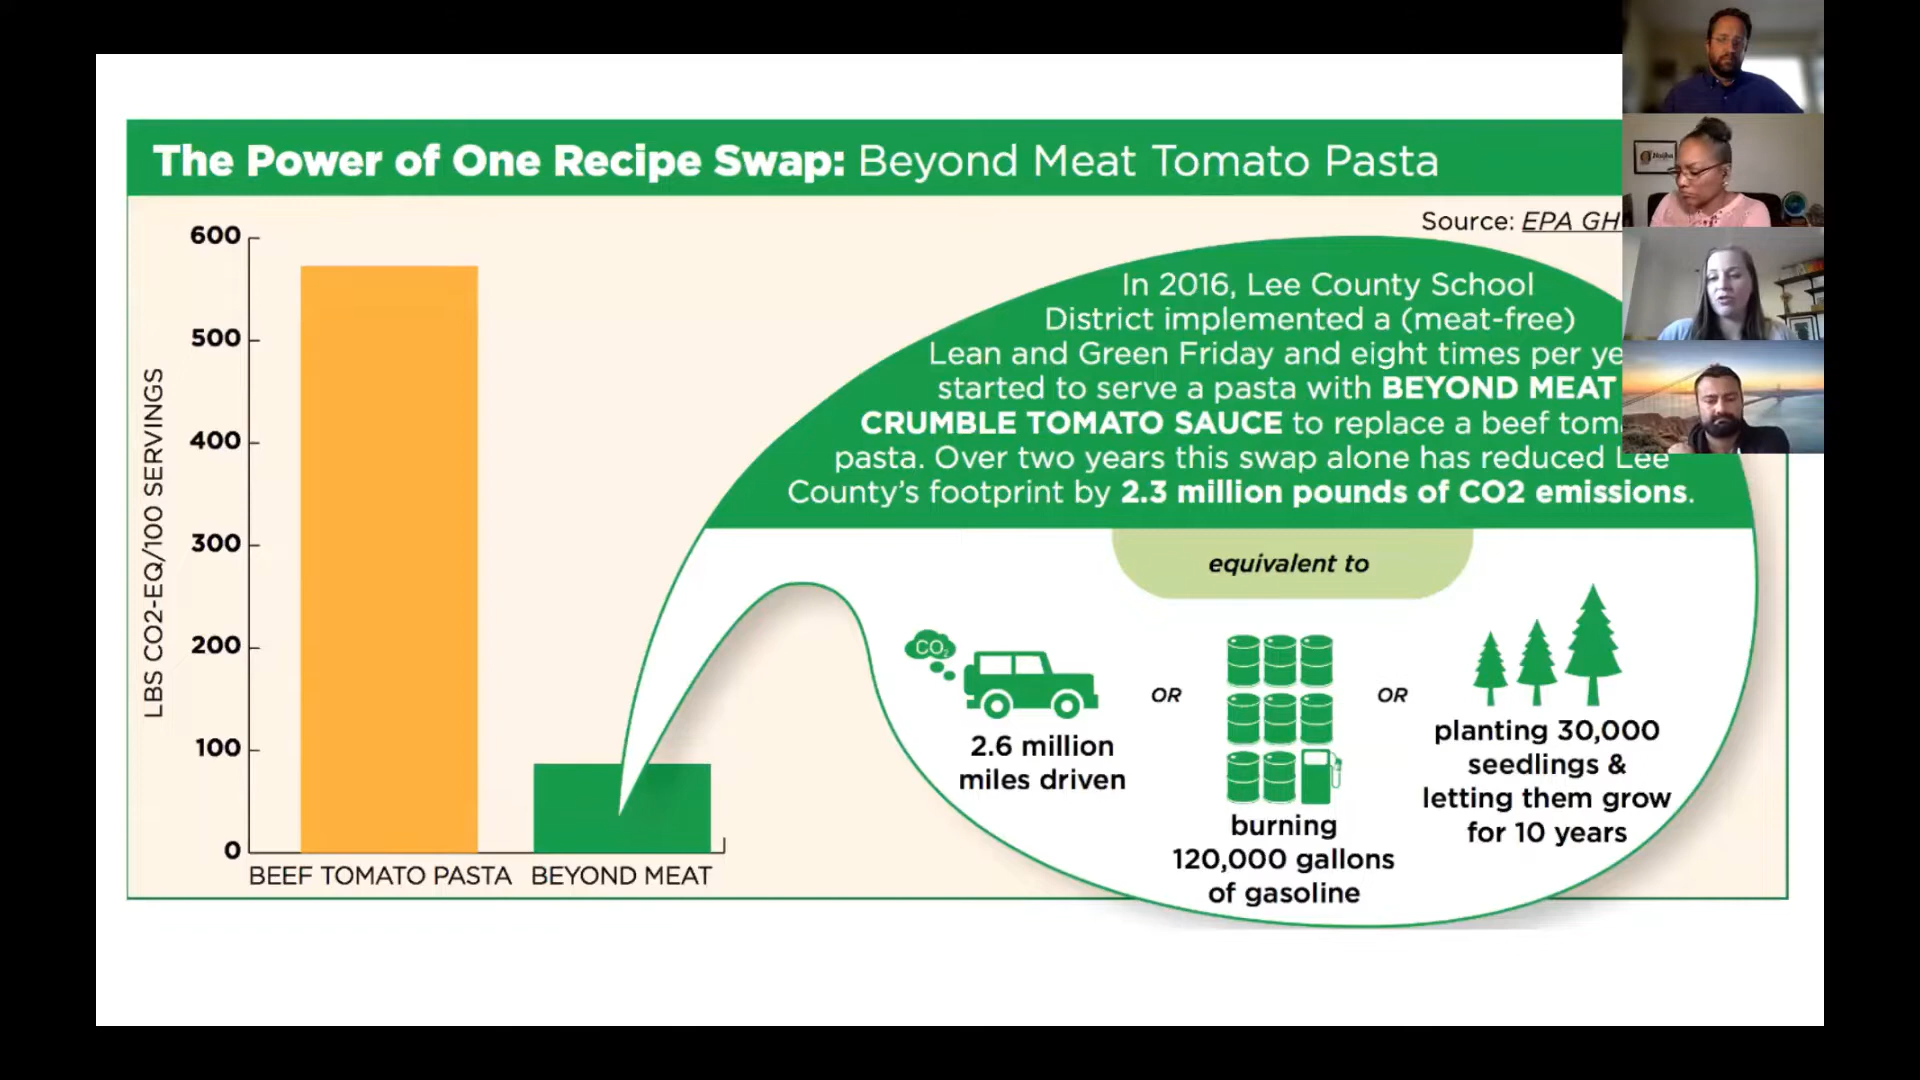 The Power of One Recipe Swap: Beyond Meat Tomato Pasta
Source: EPA GH
600
500
400
300
200
100
0
LBS CO2-EQ/100 SERVINGS
BEEF TOMATO PASTA
BEYOND MEAT
In 2016, Lee County School
District implemented a (meat-free)
Lean and Green Friday and eight times per ye
started to serve a pasta with BEYOND MEAT
CRUMBLE TOMATO SAUCE to replace a beef tom
pasta. Over two years this swap alone has reduced Lee
County's footprint by 2.3 million pounds of CO2 emissions.
equivalent to
CO2
2.6 million
miles driven
OR
burning
120,000 gallons
of gasoline
OR
planting 30,000
seedlings &
letting them grow
for 10 years